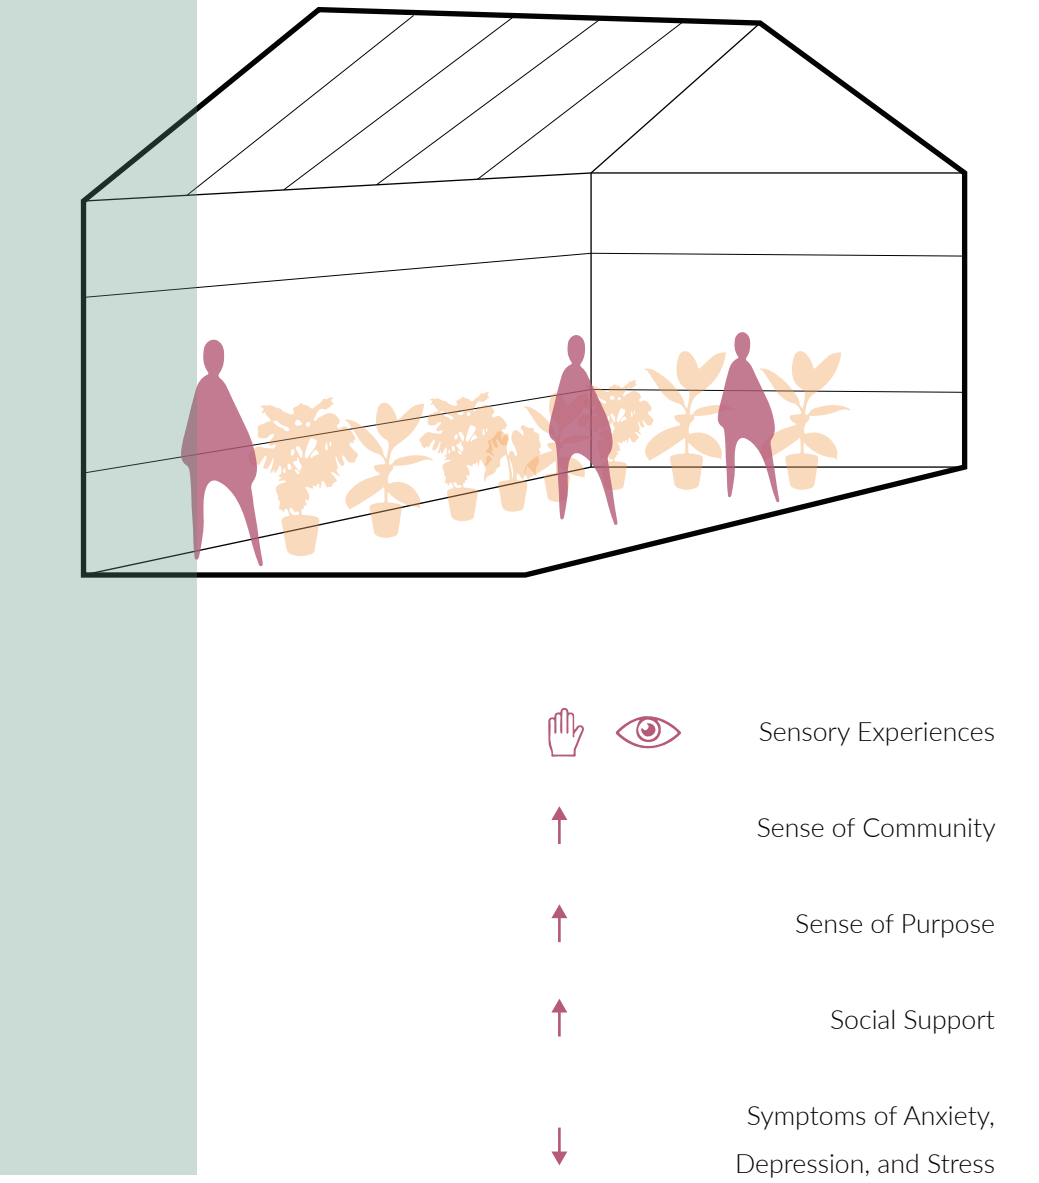 Sensory Experiences
Sense of Community
Sense of Purpose
Social Support
Symptoms of Anxiety,
Depression, and Stress